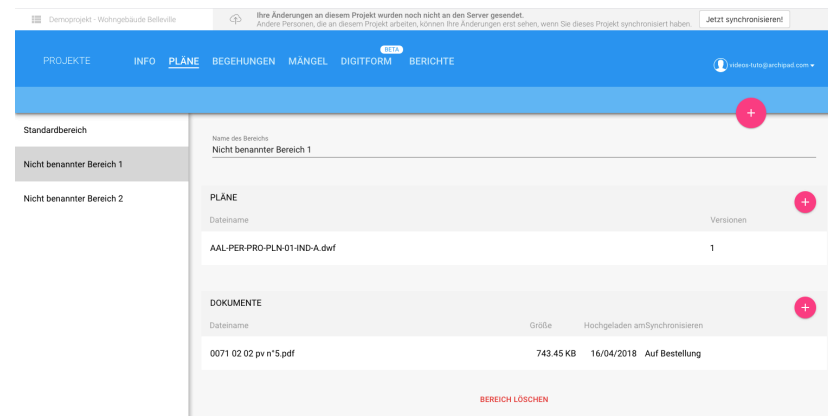 Demoprojekt - Wohngebäude Belleville
Ihre Änderungen an diesem Projekt wurden noch nicht an den Server gesendet.
Andere Personen, die an diesem Projekt arbeiten, können Ihre Änderungen erst sehen, wenn Sie dieses Projekt synchronisiert haben.
Jetzt synchronisieren!
BETA
PROJEKTE INFO PLÄNE BEGEHUNGEN MÄNGEL DIGITFORM BERICHTE
videos-tuto@archipad.com
Standardbereich
Nicht benannter Bereich 1
Nicht benannter Bereich 2
Name des Bereichs
Nicht benannter Bereich 1
PLÄNE
Dateiname Versionen
AAL-PER-PRO-PLN-01-IND-A.dwf 1
DOKUMENTE
Dateiname Größe Hochgeladen amSynchronisieren
0071 02 02 pv n°5.pdf 743.45 KB 16/04/2018 Auf Bestellung
BEREICH LÖSCHEN